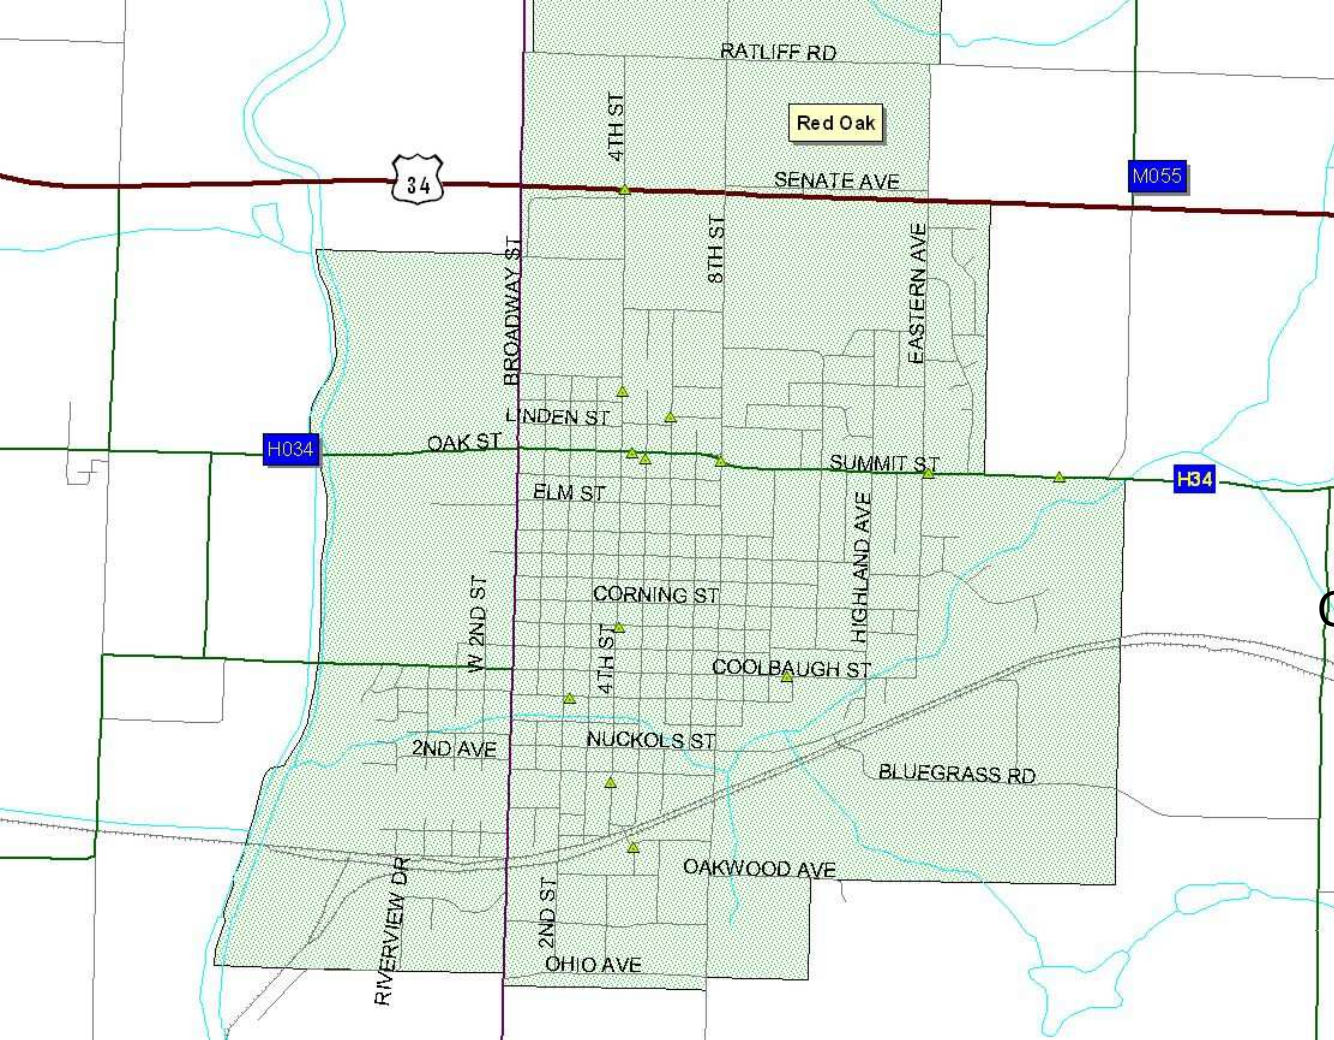 RATLIFF RD
4TH ST
Red Oak
34
SENATE AVE
M055
BROADWAY ST
8TH ST
EASTERN AVE
LINDEN ST
OAK ST
H034
SUMMIT ST
H34
ELM ST
HIGHLAND AVE
W 2ND ST
CORNING ST
4TH ST
COOLBAUGH ST
2ND AVE
NUCKOLS ST
BLUEGRASS RD
RIVERVIEW DR
2ND ST
OAKWOOD AVE
OHIO AVE